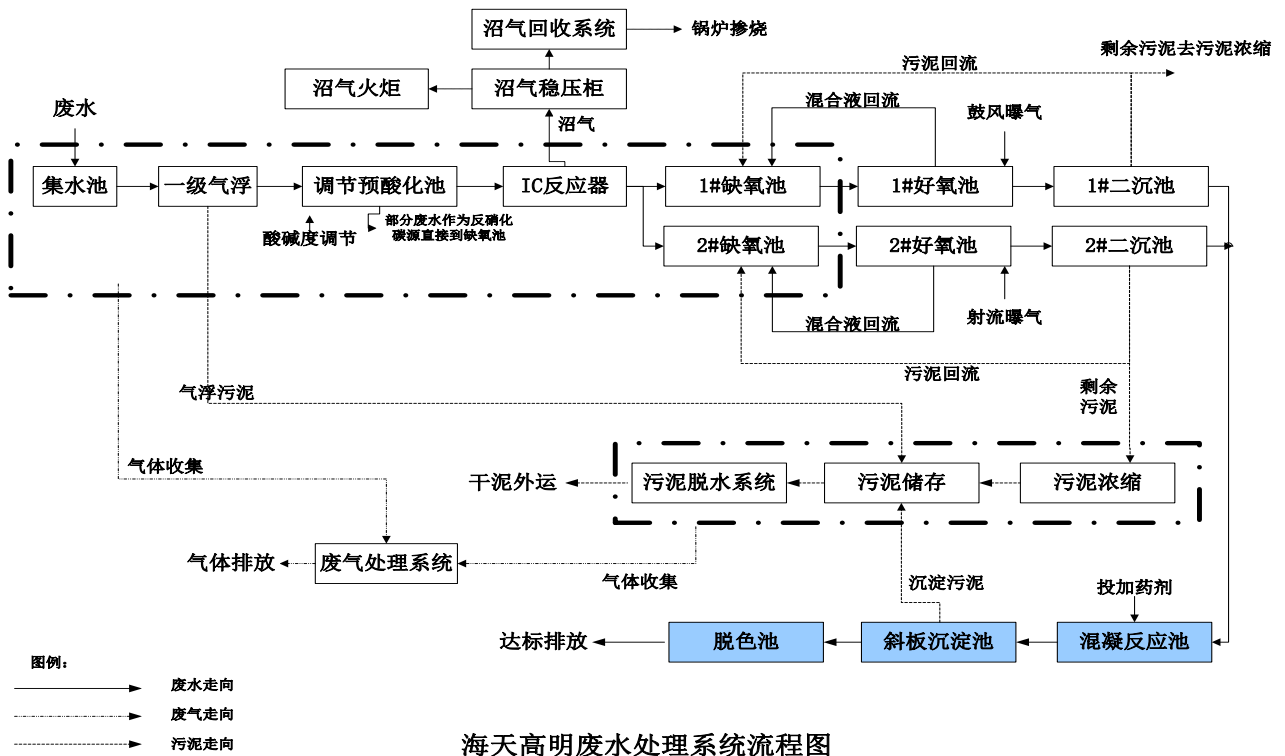 沼气回收系统
锅炉掺烧
剩余污泥去污泥浓缩
污泥回流
沼气火炬
沼气稳压柜
混合液回流
鼓风曝气
废水
沼气
集水池
一级气浮
调节预酸化池
IC反应器
1#缺氧池
1#好氧池
1#二沉池
酸碱度调节
部分废水作为反硝化
碳源直接到缺氧池
2#缺氧池
2#好氧池
2#二沉池
混合液回流
射流曝气
污泥回流
气浮污泥
剩余
污泥
气体收集
干泥外运
污泥脱水系统
污泥储存
污泥浓缩
气体排放
废气处理系统
气体收集
沉淀污泥
投加药剂
达标排放
脱色池
斜板沉淀池
混凝反应池
图例：
废水走向
废气走向
污泥走向
海天高明废水处理系统流程图